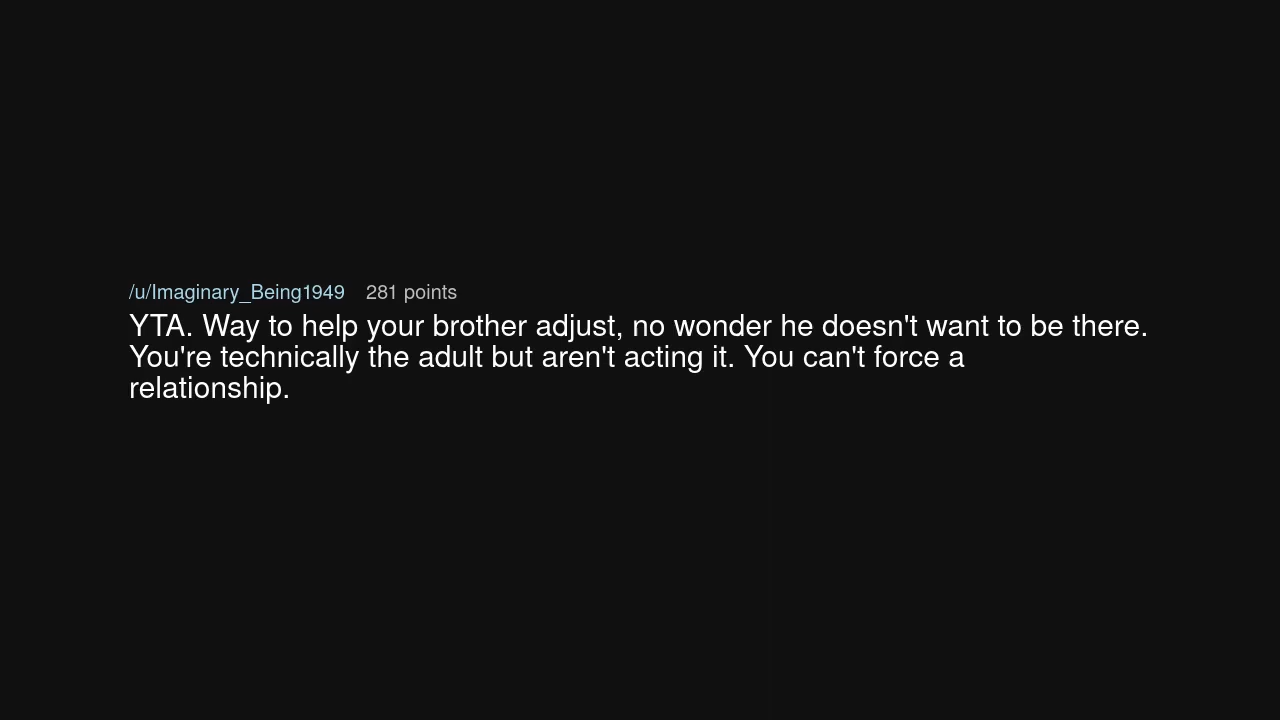 /u/Imaginary_Being1949 281 points
YTA. Way to help your brother adjust, no wonder he doesn't want to be there.
You're technically the adult but aren't acting it. You can't force a
relationship.